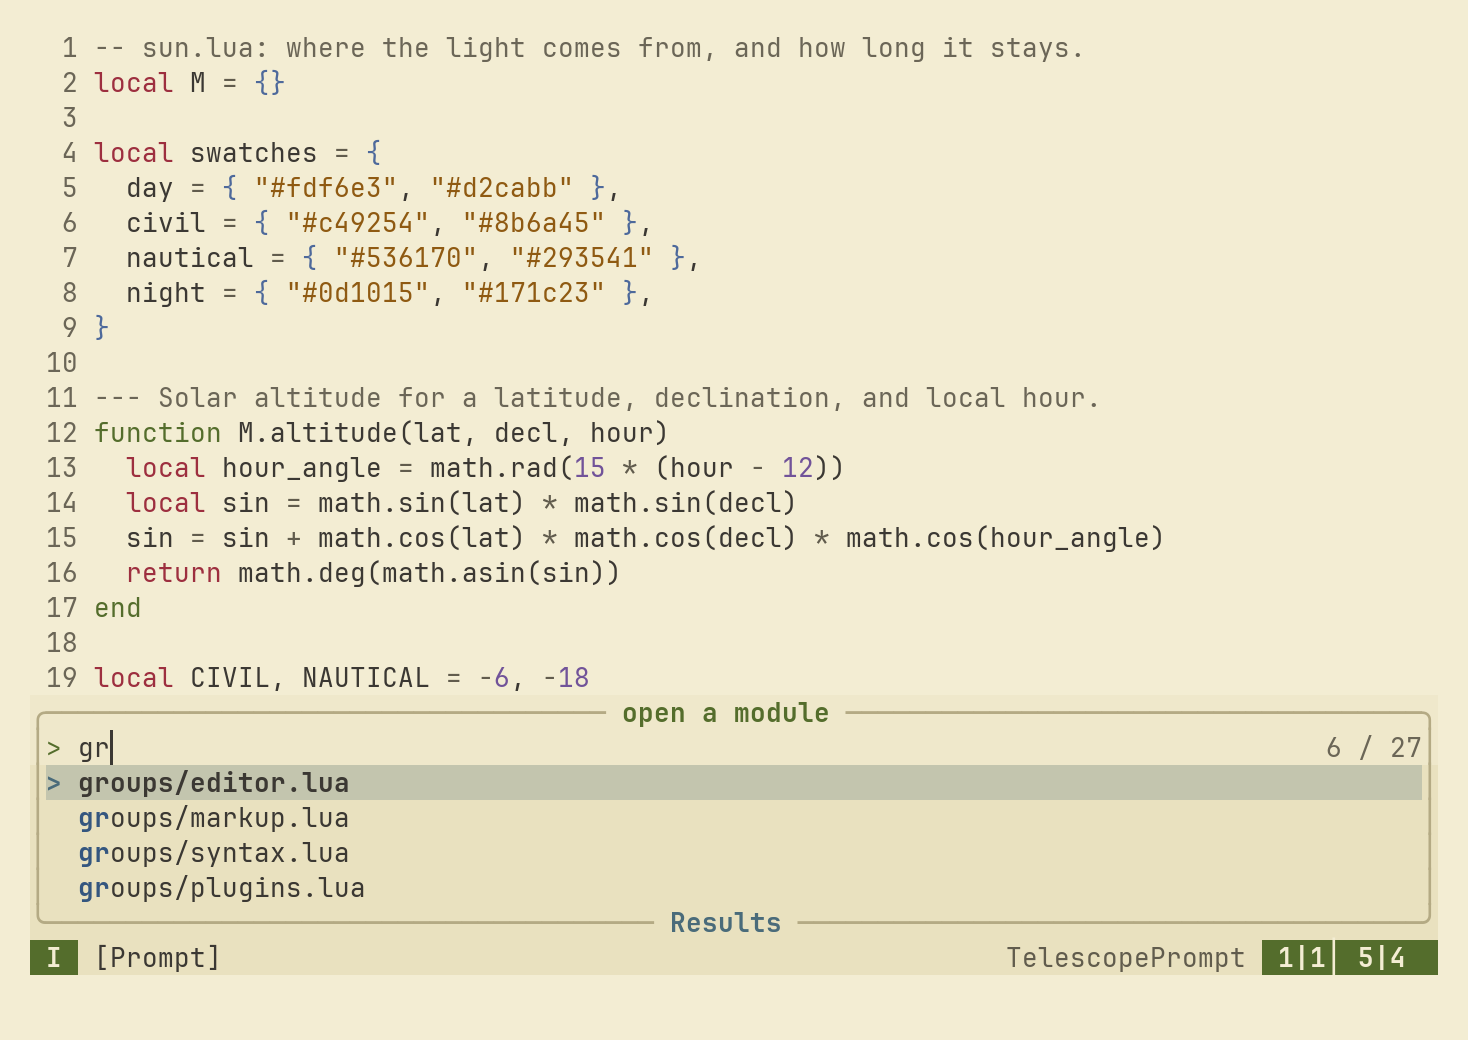 1 -- sun.lua: where the light comes from, and how long it stays.
2 local M = {}
3
4 local swatches = {
5   day = { "#fdf6e3", "#d2cabb" },
6   civil = { "#c49254", "#8b6a45" },
7   nautical = { "#536170", "#293541" },
8   night = { "#0d1015", "#171c23" },
9 }
10
11 --- Solar altitude for a latitude, declination, and local hour.
12 function M.altitude(lat, decl, hour)
13   local hour_angle = math.rad(15 * (hour - 12))
14   local sin = math.sin(lat) * math.sin(decl)
15   sin = sin + math.cos(lat) * math.cos(decl) * math.cos(hour_angle)
16   return math.deg(math.asin(sin))
17 end
18
19 local CIVIL, NAUTICAL = -6, -18
open a module
> gr 6 / 27
> groups/editor.lua
groups/markup.lua
groups/syntax.lua
groups/plugins.lua
Results
I [Prompt] TelescopePrompt 1|1 5|4